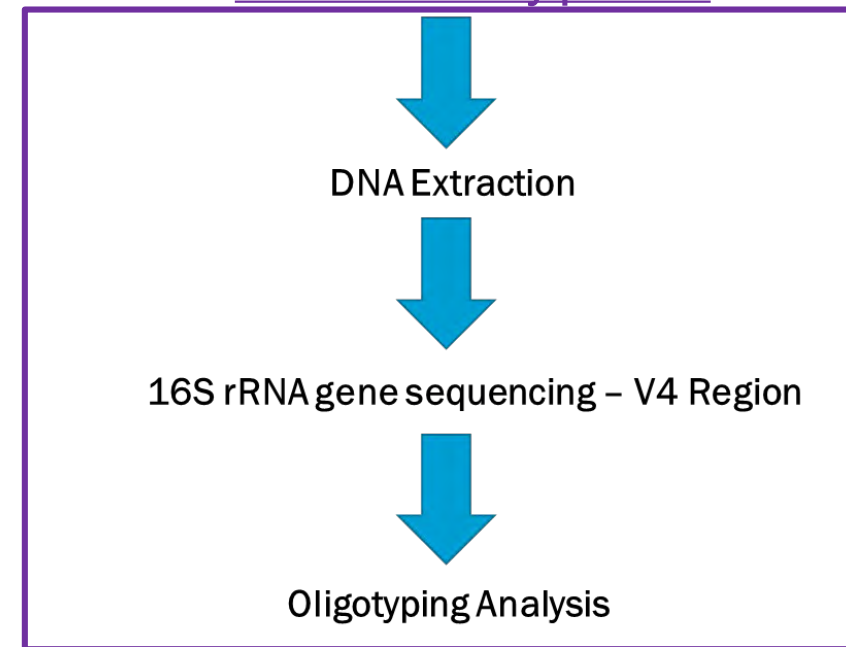 DNA Extraction
16S rRNA gene sequencing – V4 Region
Oligotyping Analysis